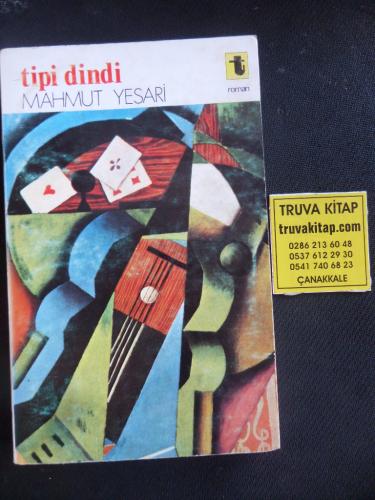 tipi dindi
MAHMUT YESARİ
t
roman
TRUVA KİTAP
truvakitap.com
0286 213 60 48
0537 612 29 30
0541 740 68 23
ÇANAKKALE